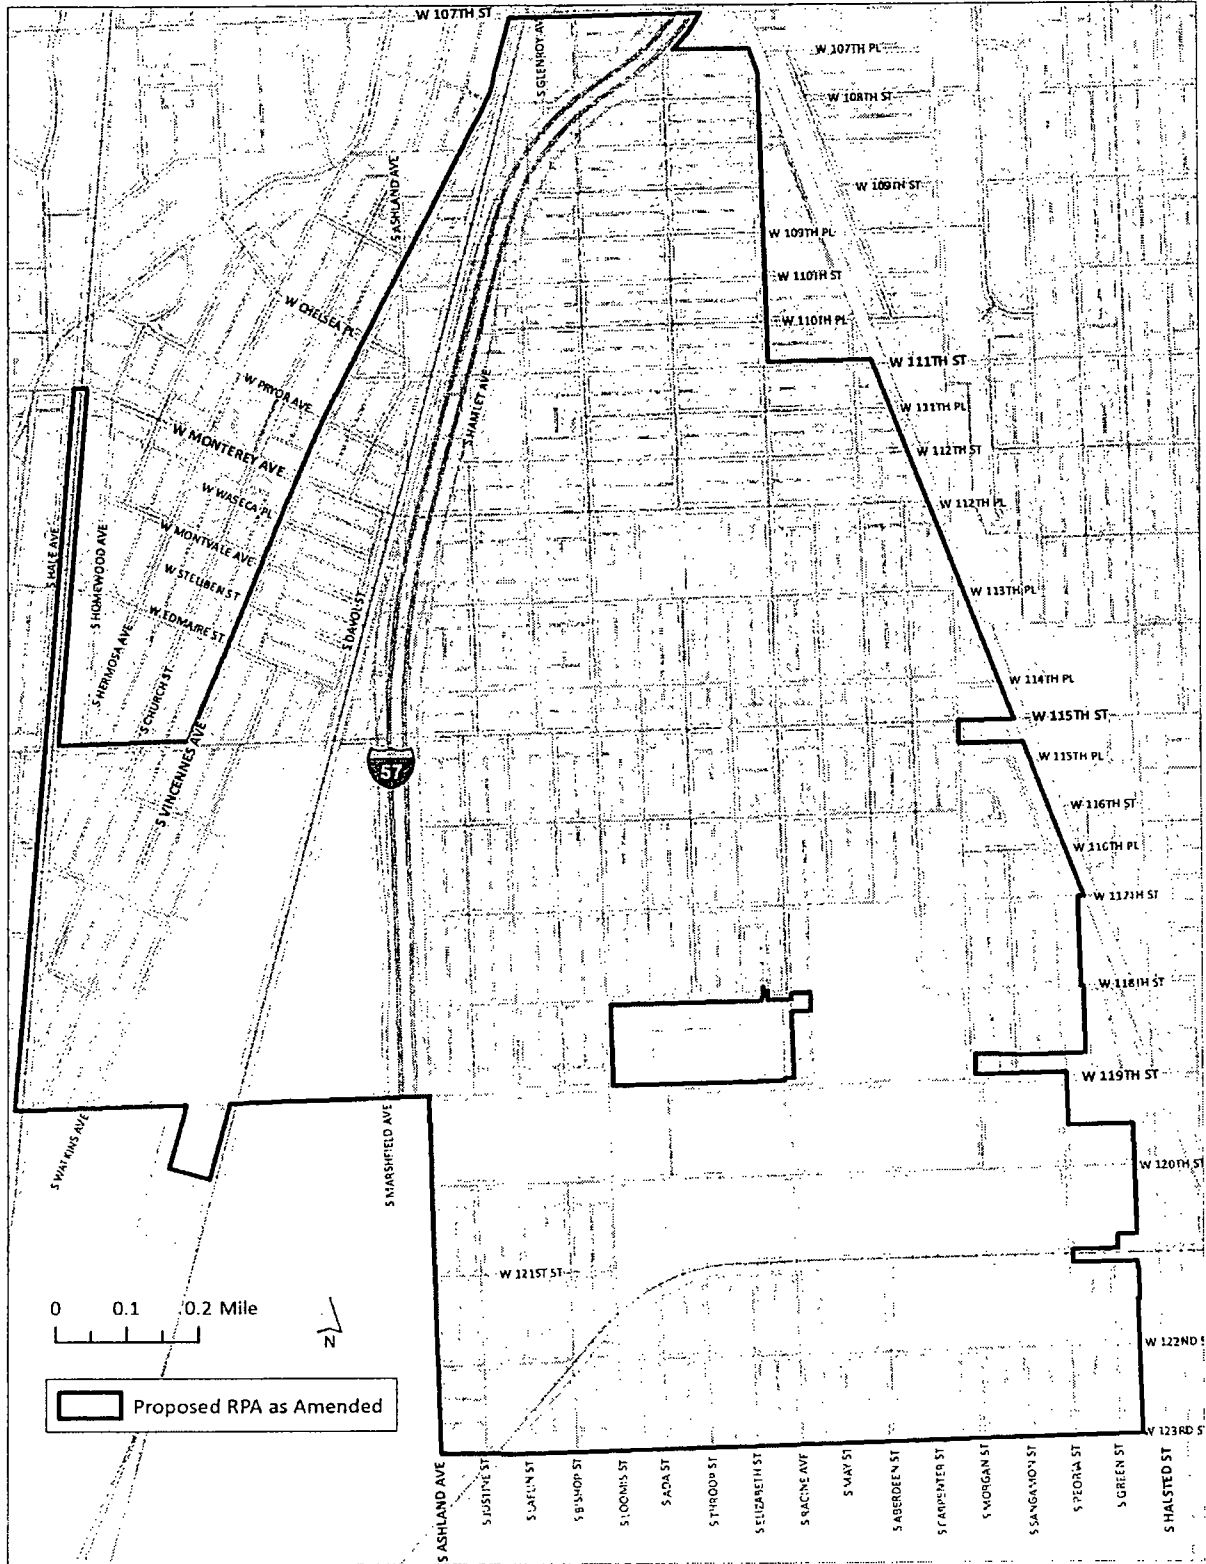 W 107TH ST
S GLENROY AV
W 107TH PL
W 108TH ST
W 109TH ST
S ASHLAND AVE
W 109TH PL
W 110TH ST
W CHELSEA PL
W 110TH PL
W 111TH ST
S HAMLET AVE
W PRYOR AVE
W 111TH PL
W MONTEREY AVE
W 112TH ST
W WASECA PL
W 112TH PL
S HALE AVE
S HOMEWOOD AVE
W MONTVALE AVE
W STEUBEN ST
W 113TH PL
W EDMAIRE ST
S DAVOL ST
S HERMOSA AVE
S CHURCH ST
W 114TH PL
W 115TH ST
S VINCENNES AVE
57
W 115TH PL
W 116TH ST
W 116TH PL
W 117TH ST
W 118TH ST
W 119TH ST
S WATKINS AVE
S MARSHFIELD AVE
W 120TH ST
W 121ST ST
0 0.1 0.2 Mile
N
W 122ND S
Proposed RPA as Amended
W 123RD S
S ASHLAND AVE
S JUSTINE ST
S LAFLIN ST
S BISHOP ST
S LOOMIS ST
S ADA ST
S THROOP ST
S ELIZABETH ST
S RACINE AVE
S MAY ST
S ABERDEEN ST
S CARPENTER ST
S MORGAN ST
S SANGAMON ST
S PEORIA ST
S GREEN ST
S HALSTED ST